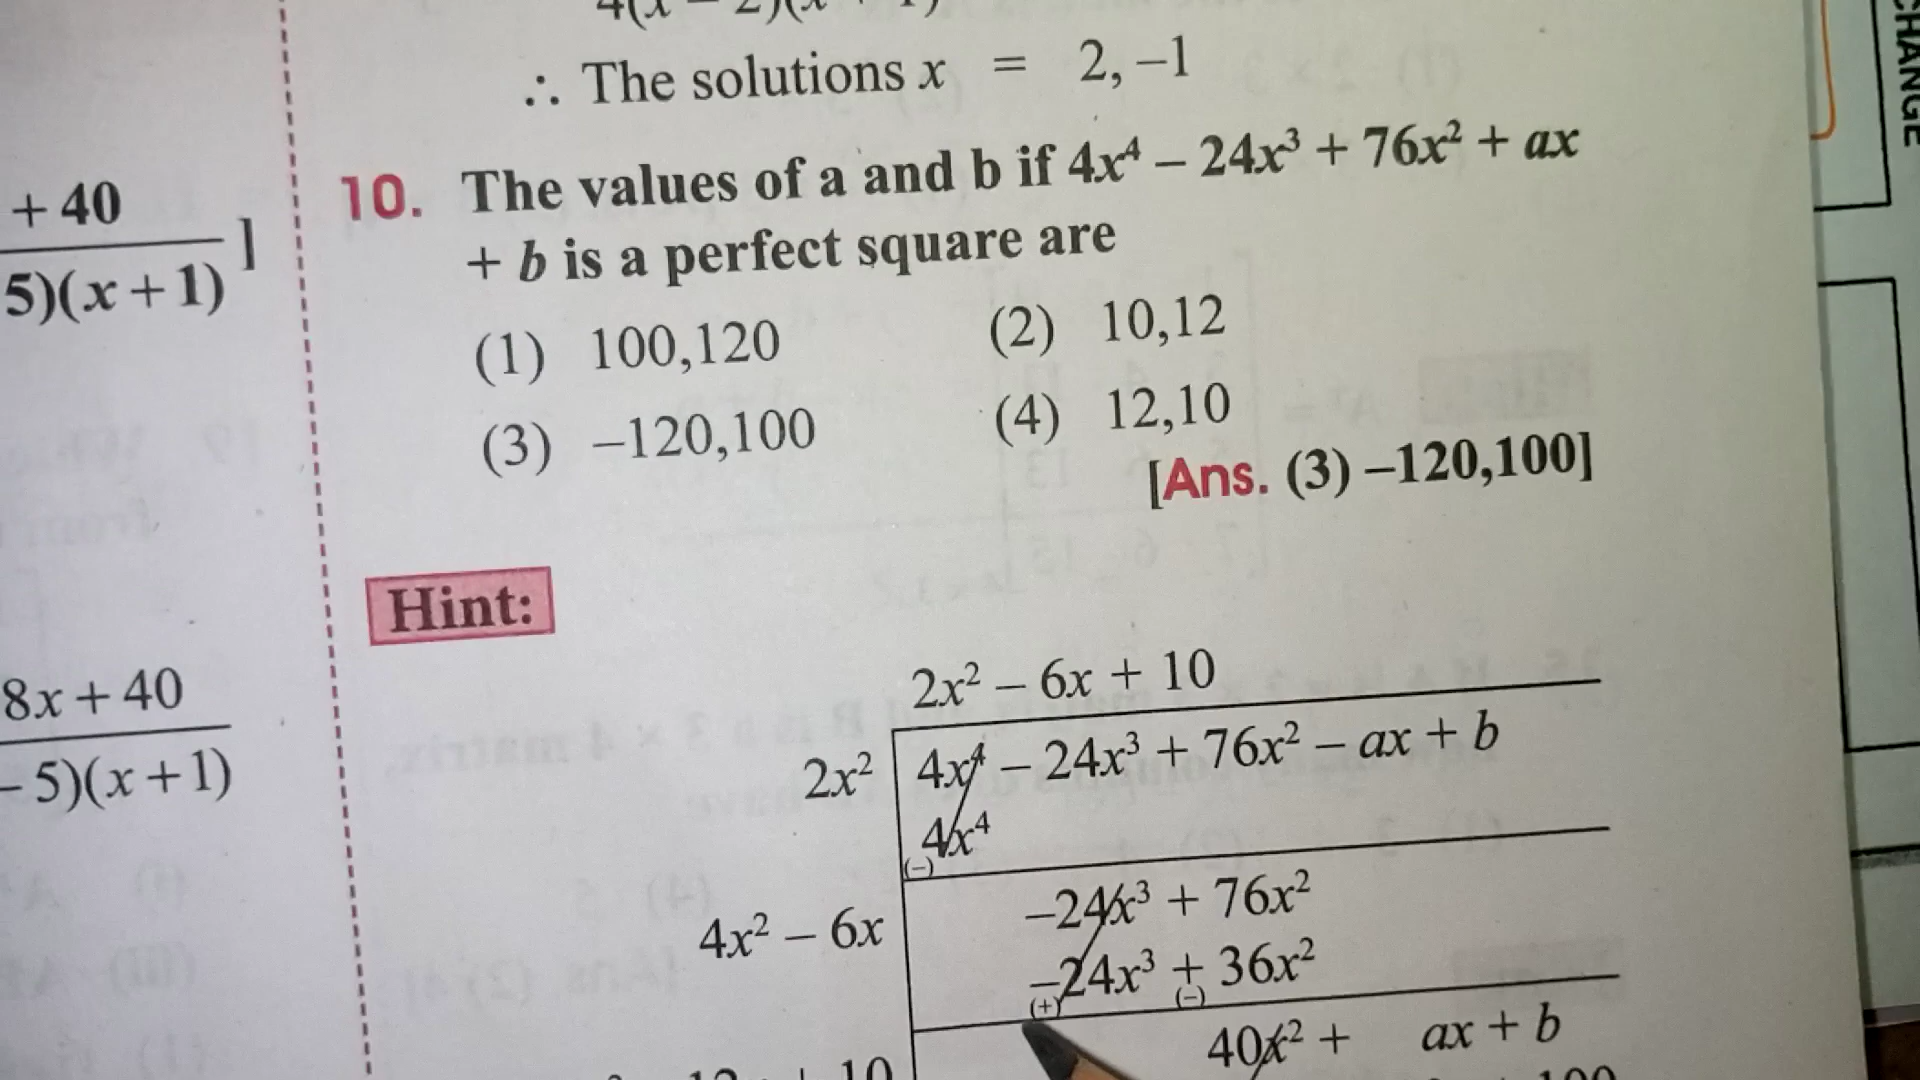 ∴ The solutions x = 2, –1
10. The values of a and b if 4x⁴ – 24x³ + 76x² + ax
+ b is a perfect square are
(1) 100,120 (2) 10,12
(3) –120,100 (4) 12,10
[Ans. (3) –120,100]
Hint:
2x² – 6x + 10
2x² 4x⁴ – 24x³ + 76x² – ax + b
4x⁴
(–)
4x² – 6x –24x³ + 76x²
–24x³ + 36x²
(+) (–)
40x² + ax + b
+ 40
5)(x + 1) ]
8x + 40
– 5)(x + 1)
CHANGE